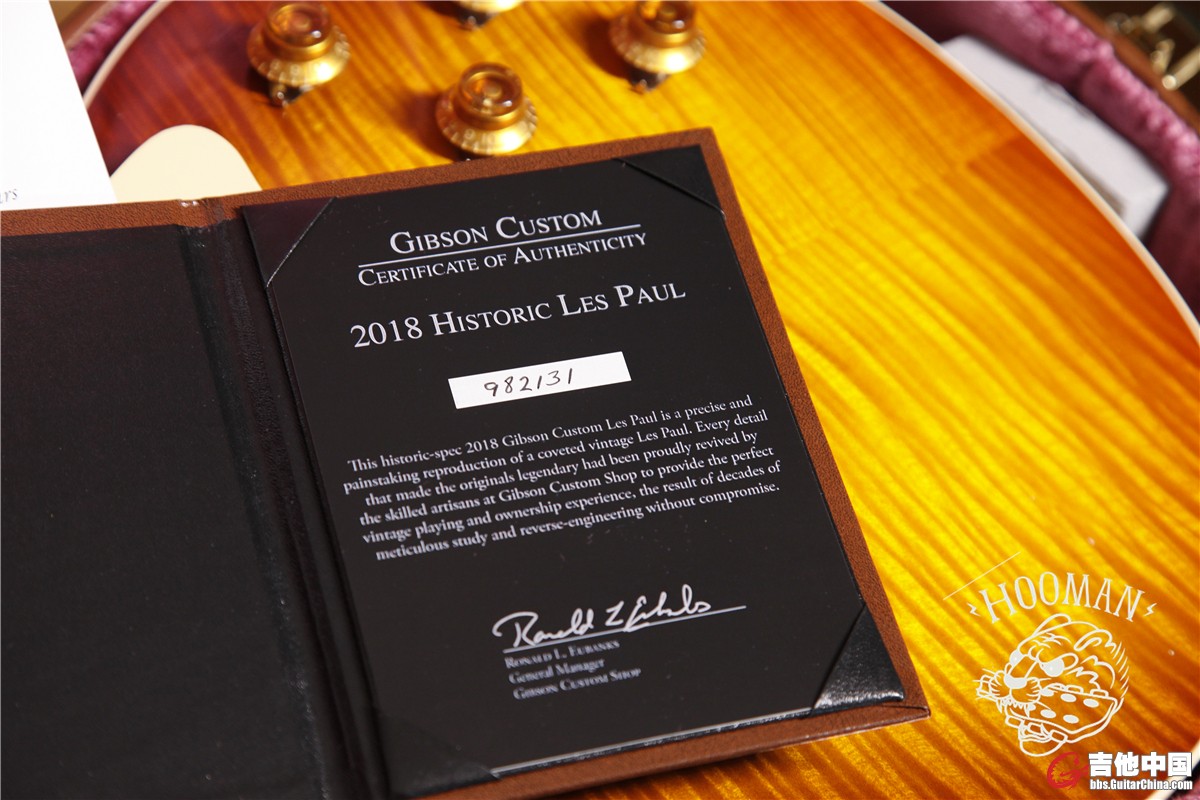 GIBSON CUSTOM
CERTIFICATE OF AUTHENTICITY
2018 HISTORIC LES PAUL
982131
This historic-spec 2018 Gibson Custom Les Paul is a precise and
painstaking reproduction of a coveted vintage Les Paul. Every detail
that made the originals legendary had been proudly revived by
the skilled artisans at Gibson Custom Shop to provide the perfect
vintage playing and ownership experience, the result of decades of
meticulous study and reverse-engineering without compromise.
RONALD L. EUBANKS
General Manager
GIBSON CUSTOM SHOP
HOOMAN
吉他中国
bbs.GuitarChina.com